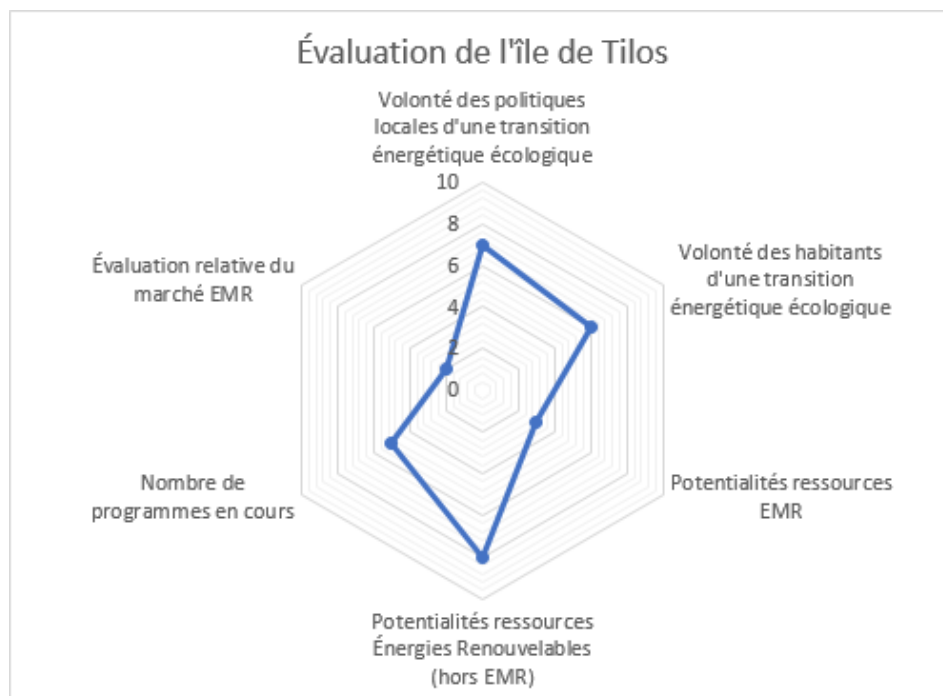 Évaluation de l'île de Tilos
Volonté des politiques
locales d'une transition
énergétique écologique
10
8
6
4
2
0
Volonté des habitants
d'une transition
énergétique écologique
Potentialités ressources
EMR
Potentialités ressources
Énergies Renouvelables
(hors EMR)
Nombre de
programmes en cours
Évaluation relative du
marché EMR